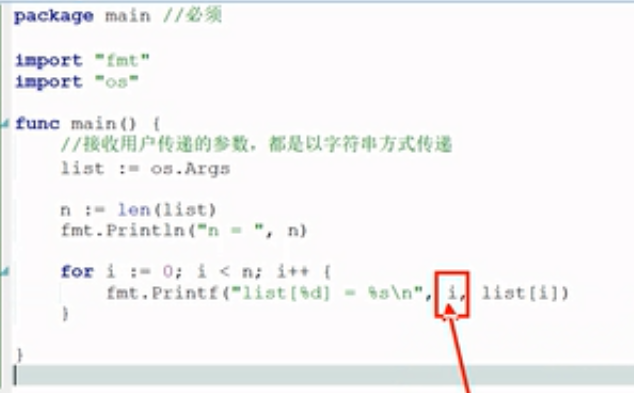 package main //必须
import "fmt"
import "os"
func main() {
//接收用户传递的参数，都是以字符串方式传递
list := os.Args
n := len(list)
fmt.Println("n = ", n)
for i := 0; i < n; i++ {
fmt.Printf("list[%d] = %s\n", i, list[i])
}
}